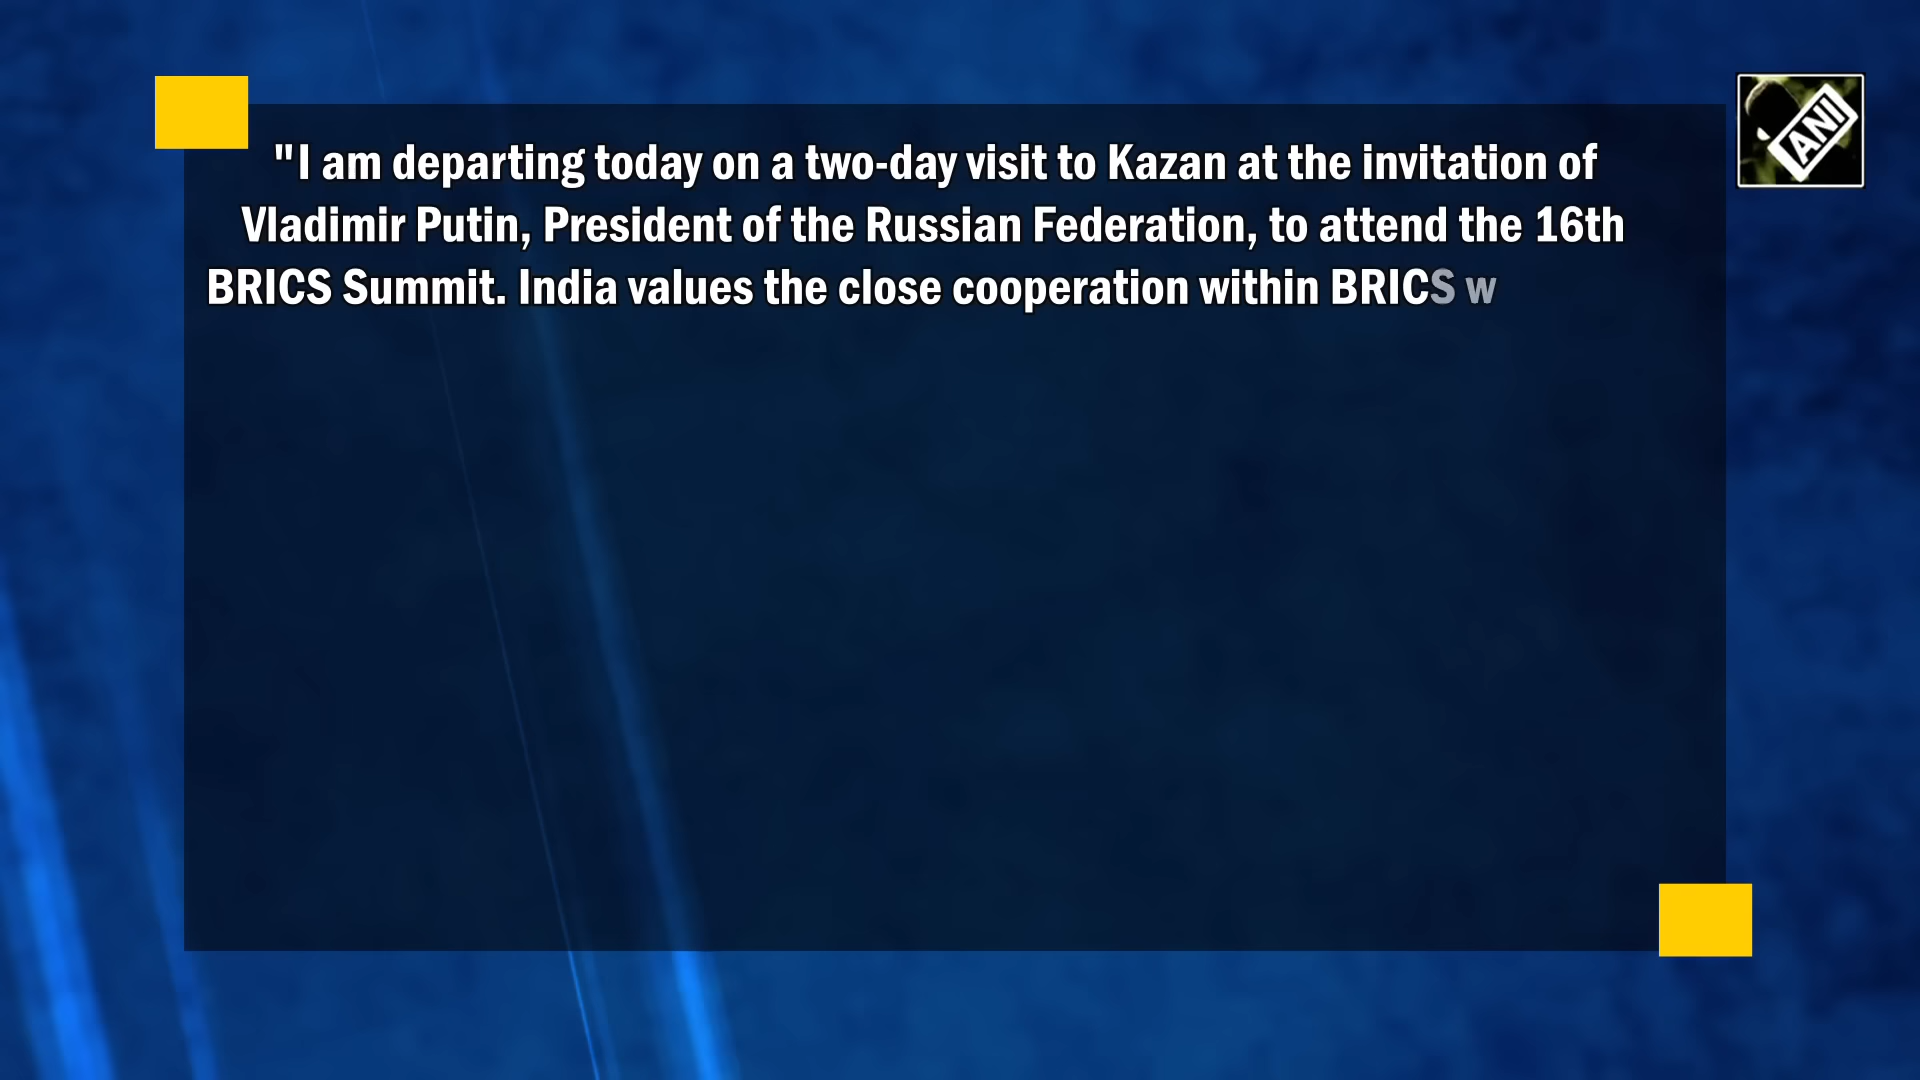 "I am departing today on a two-day visit to Kazan at the invitation of
Vladimir Putin, President of the Russian Federation, to attend the 16th
BRICS Summit. India values the close cooperation within BRICS w
ANI